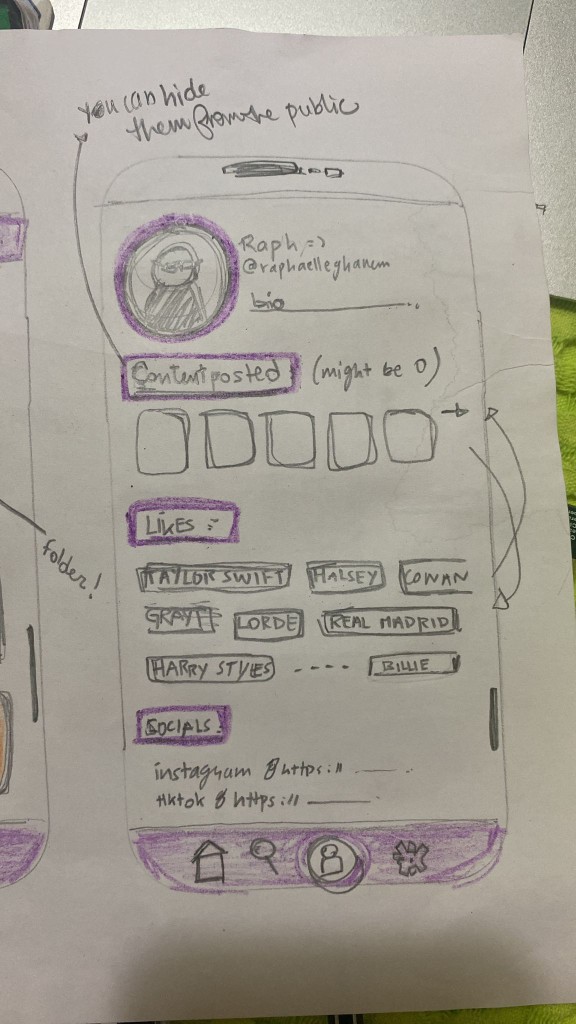 you can hide
them from the public
Raph :)
@raphaelleghanem
bio
Content posted (might be 0)
LIKES :
folder!
TAYLOR SWIFT HALSEY CONAN
GRAY LORDE REAL MADRID
HARRY STYLES ---- BILLIE
SOCIALS :
instagram https://
tiktok https://